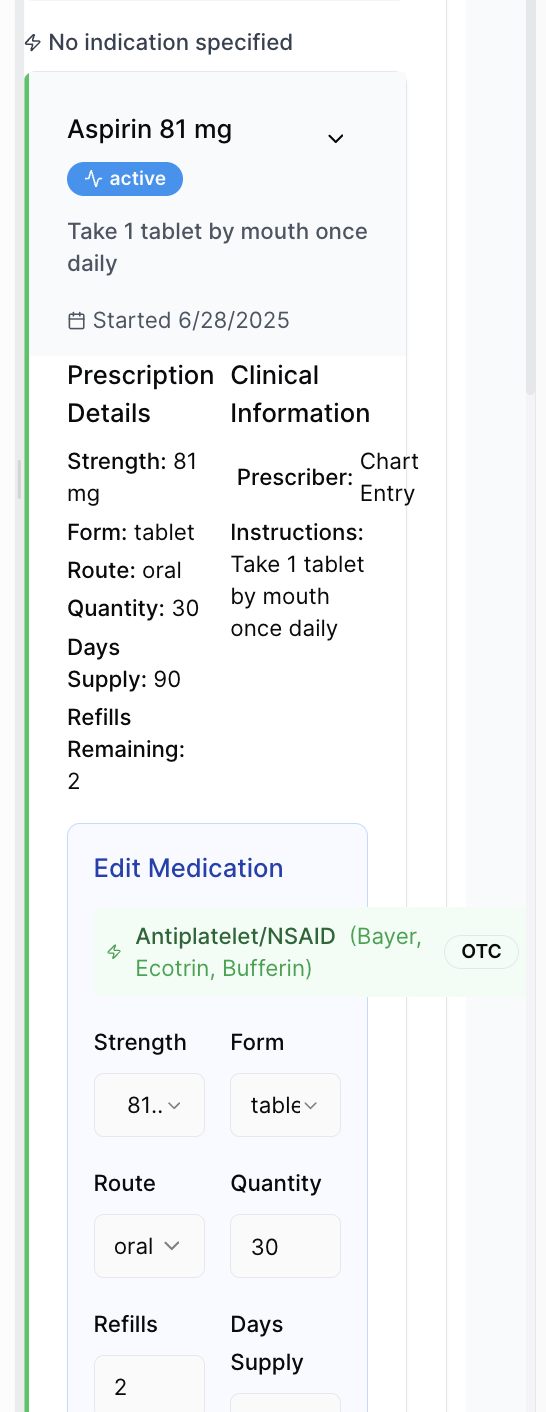 No indication specified
Aspirin 81 mg
active
Take 1 tablet by mouth once
daily
Started 6/28/2025
Prescription
Details
Strength: 81
mg
Form: tablet
Route: oral
Quantity: 30
Days
Supply: 90
Refills
Remaining:
2
Clinical
Information
Prescriber: Chart
Entry
Instructions:
Take 1 tablet
by mouth
once daily
Edit Medication
Antiplatelet/NSAID (Bayer,
Ecotrin, Bufferin)
OTC
Strength
Form
81..
table
Route
Quantity
oral
30
Refills
Days
Supply
2